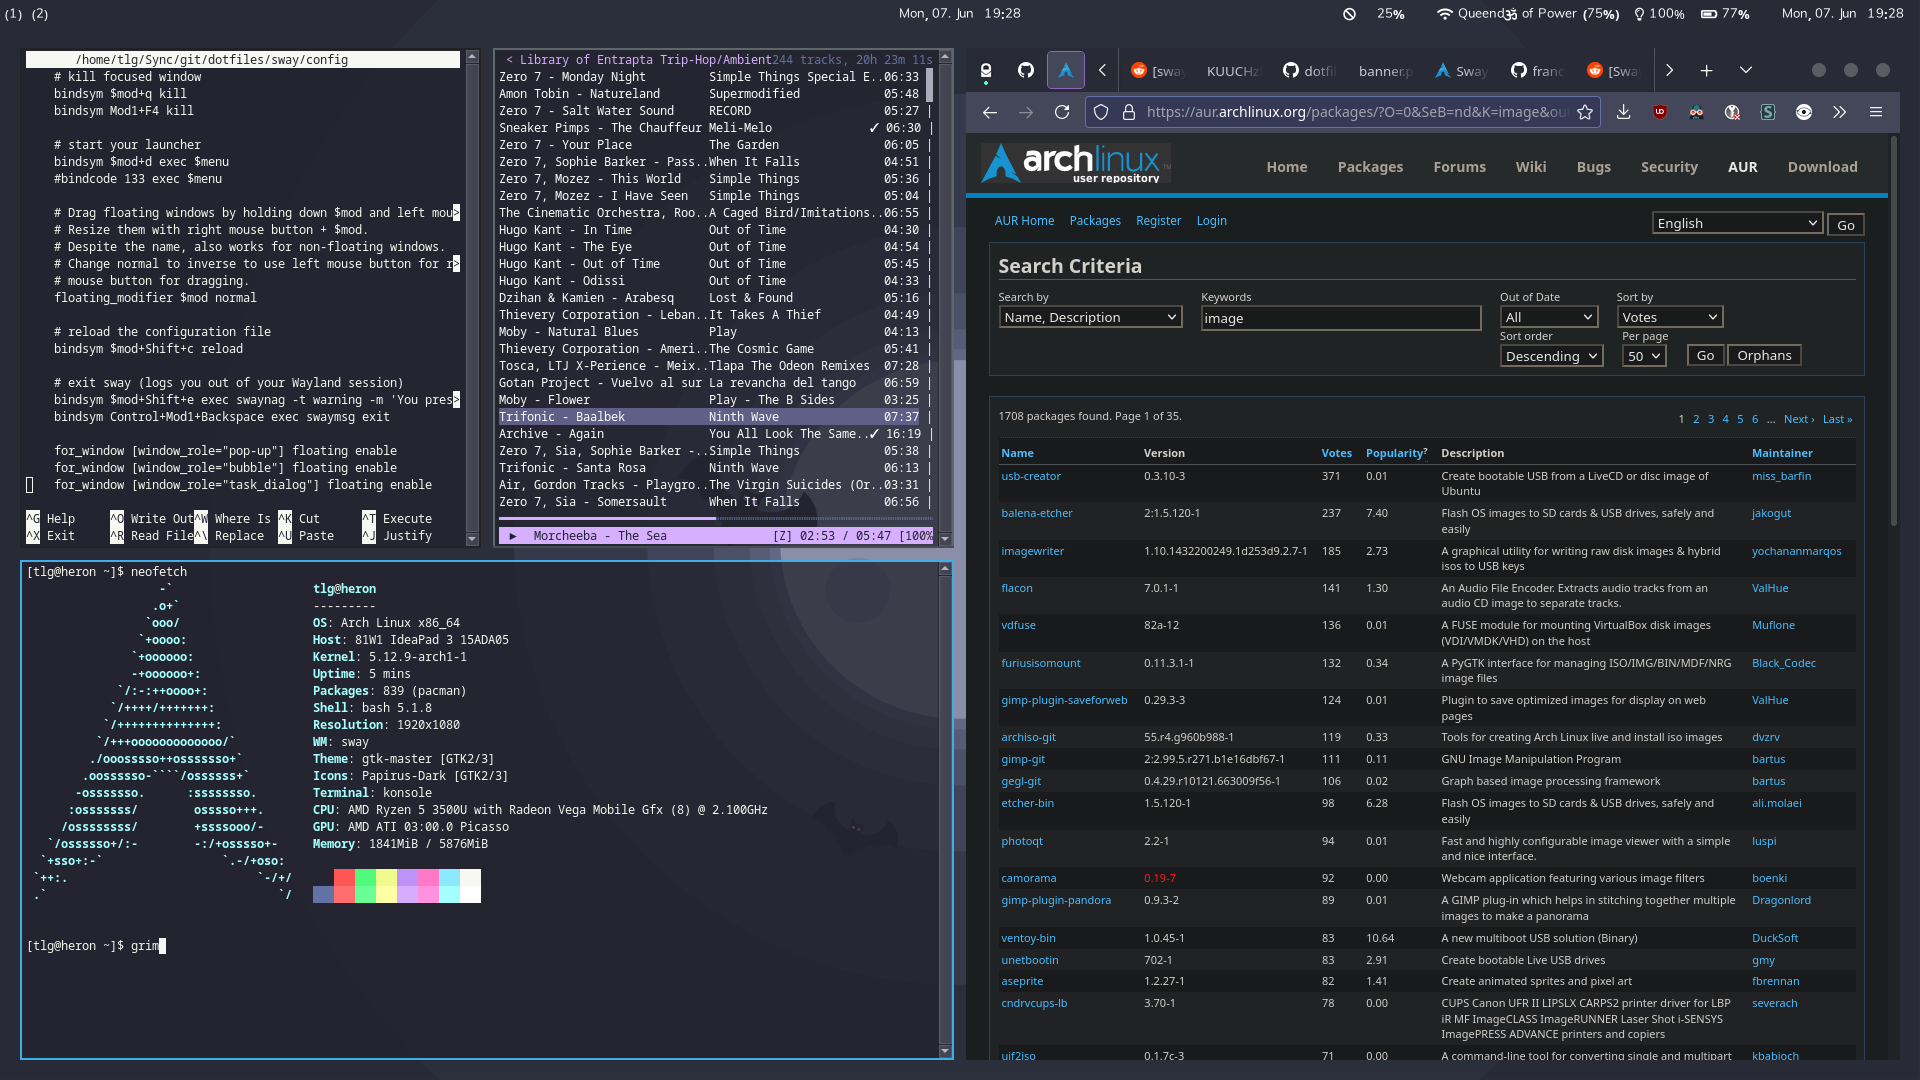 (1) (2)
Mon, 07. Jun 19:28
25%
Queendॐ of Power (75%)
100%
77%
Mon, 07. Jun 19:28
/home/tlg/Sync/git/dotfiles/sway/config
# kill focused window
bindsym $mod+q kill
bindsym Mod1+F4 kill
# start your launcher
bindsym $mod+d exec $menu
#bindcode 133 exec $menu
# Drag floating windows by holding down $mod and left mou>
# Resize them with right mouse button + $mod.
# Despite the name, also works for non-floating windows.
# Change normal to inverse to use left mouse button for r>
# mouse button for dragging.
floating_modifier $mod normal
# reload the configuration file
bindsym $mod+Shift+c reload
# exit sway (logs you out of your Wayland session)
bindsym $mod+Shift+e exec swaynag -t warning -m 'You pres>
bindsym Control+Mod1+Backspace exec swaymsg exit
for_window [window_role="pop-up"] floating enable
for_window [window_role="bubble"] floating enable
for_window [window_role="task_dialog"] floating enable
^G Help ^O Write Out ^W Where Is ^K Cut ^T Execute
^X Exit ^R Read File ^\ Replace ^U Paste ^J Justify
< Library of Entrapta Trip-Hop/Ambient 244 tracks, 20h 23m 11s
Zero 7 - Monday Night Simple Things Special E..06:33
Amon Tobin - Natureland Supermodified 05:48
Zero 7 - Salt Water Sound RECORD 05:27 |
Sneaker Pimps - The Chauffeur Meli-Melo ✓ 06:30 |
Zero 7 - Your Place The Garden 06:05 |
Zero 7, Sophie Barker - Pass..When It Falls 04:51 |
Zero 7, Mozez - This World Simple Things 05:36 |
Zero 7, Mozez - I Have Seen Simple Things 05:04 |
The Cinematic Orchestra, Roo..A Caged Bird/Imitations..06:55 |
Hugo Kant - In Time Out of Time 04:30 |
Hugo Kant - The Eye Out of Time 04:54 |
Hugo Kant - Out of Time Out of Time 05:45 |
Hugo Kant - Odissi Out of Time 04:33 |
Dzihan & Kamien - Arabesq Lost & Found 05:16 |
Thievery Corporation - Leban..It Takes A Thief 04:49 |
Moby - Natural Blues Play 04:13 |
Thievery Corporation - Ameri..The Cosmic Game 05:41 |
Tosca, LTJ X-Perience - Meix..Tlapa The Odeon Remixes 07:28 |
Gotan Project - Vuelvo al sur La revancha del tango 06:59 |
Moby - Flower Play - The B Sides 03:25 |
Trifonic - Baalbek Ninth Wave 07:37 |
Archive - Again You All Look The Same..✓ 16:19 |
Zero 7, Sia, Sophie Barker -..Simple Things 05:38 |
Trifonic - Santa Rosa Ninth Wave 06:13 |
Air, Gordon Tracks - Playgro..The Virgin Suicides (Or..03:31 |
Zero 7, Sia - Somersault When It Falls 06:56 |
► Morcheeba - The Sea [Z] 02:53 / 05:47 [100%
[tlg@heron ~]$ neofetch
-`
.o+`
`ooo/
`+oooo:
`+oooooo:
-+oooooo+:
`/:-:++oooo+:
`/++++/+++++++:
`/++++++++++++++:
`/+++ooooooooooooo/`
./ooosssso++osssssso+`
.oossssso-````/ossssss+`
-osssssso. :ssssssso.
:osssssss/ osssso+++.
/ossssssss/ +ssssooo/-
`/ossssso+/:- -:/+osssso+-
`+sso+:-` `.-/+oso:
`++:. `-/+/
.` `/
tlg@heron
---------
OS: Arch Linux x86_64
Host: 81W1 IdeaPad 3 15ADA05
Kernel: 5.12.9-arch1-1
Uptime: 5 mins
Packages: 839 (pacman)
Shell: bash 5.1.8
Resolution: 1920x1080
WM: sway
Theme: gtk-master [GTK2/3]
Icons: Papirus-Dark [GTK2/3]
Terminal: konsole
CPU: AMD Ryzen 5 3500U with Radeon Vega Mobile Gfx (8) @ 2.100GHz
GPU: AMD ATI 03:00.0 Picasso
Memory: 1841MiB / 5876MiB
[tlg@heron ~]$ grim
[sway KUUCHz dotfil banner.p Sway franc [Swa
https://aur.archlinux.org/packages/?O=0&SeB=nd&K=image&ou
archlinux
user repository
Home Packages Forums Wiki Bugs Security AUR Download
AUR Home Packages Register Login
English Go
Search Criteria
Search by Keywords Out of Date Sort by
Name, Description image All Votes
Sort order Per page
Descending 50 Go Orphans
1708 packages found. Page 1 of 35.
1 2 3 4 5 6 ... Next › Last »
Name Version Votes Popularity? Description Maintainer
usb-creator 0.3.10-3 371 0.01 Create bootable USB from a LiveCD or disc image of miss_barfin
Ubuntu
balena-etcher 2:1.5.120-1 237 7.40 Flash OS images to SD cards & USB drives, safely and jakogut
easily
imagewriter 1.10.1432200249.1d253d9.2.7-1 185 2.73 A graphical utility for writing raw disk images & hybrid yochananmarqos
isos to USB keys
flacon 7.0.1-1 141 1.30 An Audio File Encoder. Extracts audio tracks from an ValHue
audio CD image to separate tracks.
vdfuse 82a-12 136 0.01 A FUSE module for mounting VirtualBox disk images Muflone
(VDI/VMDK/VHD) on the host
furiusisomount 0.11.3.1-1 132 0.34 A PyGTK interface for managing ISO/IMG/BIN/MDF/NRG Black_Codec
image files
gimp-plugin-saveforweb 0.29.3-3 124 0.01 Plugin to save optimized images for display on web ValHue
pages
archiso-git 55.r4.g960b988-1 119 0.33 Tools for creating Arch Linux live and install iso images dvzrv
gimp-git 2:2.99.5.r271.b1e16dbf67-1 111 0.11 GNU Image Manipulation Program bartus
gegl-git 0.4.29.r10121.663009f56-1 106 0.02 Graph based image processing framework bartus
etcher-bin 1.5.120-1 98 6.28 Flash OS images to SD cards & USB drives, safely and ali.molaei
easily
photoqt 2.2-1 94 0.01 Fast and highly configurable image viewer with a simple luspi
and nice interface.
camorama 0.19-7 92 0.00 Webcam application featuring various image filters boenki
gimp-plugin-pandora 0.9.3-2 89 0.01 A GIMP plug-in which helps in stitching together multiple Dragonlord
images to make a panorama
ventoy-bin 1.0.45-1 83 10.64 A new multiboot USB solution (Binary) DuckSoft
unetbootin 702-1 83 2.91 Create bootable Live USB drives gmy
aseprite 1.2.27-1 82 1.41 Create animated sprites and pixel art fbrennan
cndrvcups-lb 3.70-1 78 0.00 CUPS Canon UFR II LIPSLX CARPS2 printer driver for LBP severach
iR MF ImageCLASS ImageRUNNER Laser Shot i-SENSYS
ImagePRESS ADVANCE printers and copiers
uif2iso 0.1.7c-3 71 0.00 A command-line tool for converting single and multipart kbabioch